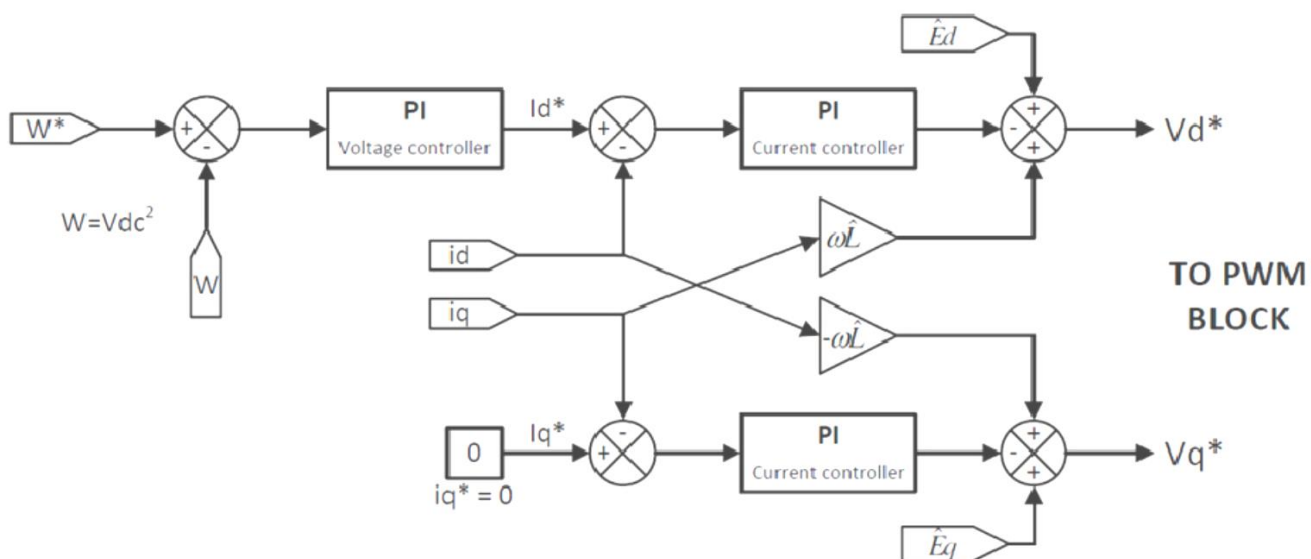 Êd
W*
+
-
PI
Voltage controller
Id*
+
-
PI
Current controller
+
-
+
Vd*
W=Vdc²
W
id
iq
ωL̂
-ωL̂
TO PWM
BLOCK
0
iq* = 0
Iq*
-
+
PI
Current controller
+
-
+
Vq*
Êq